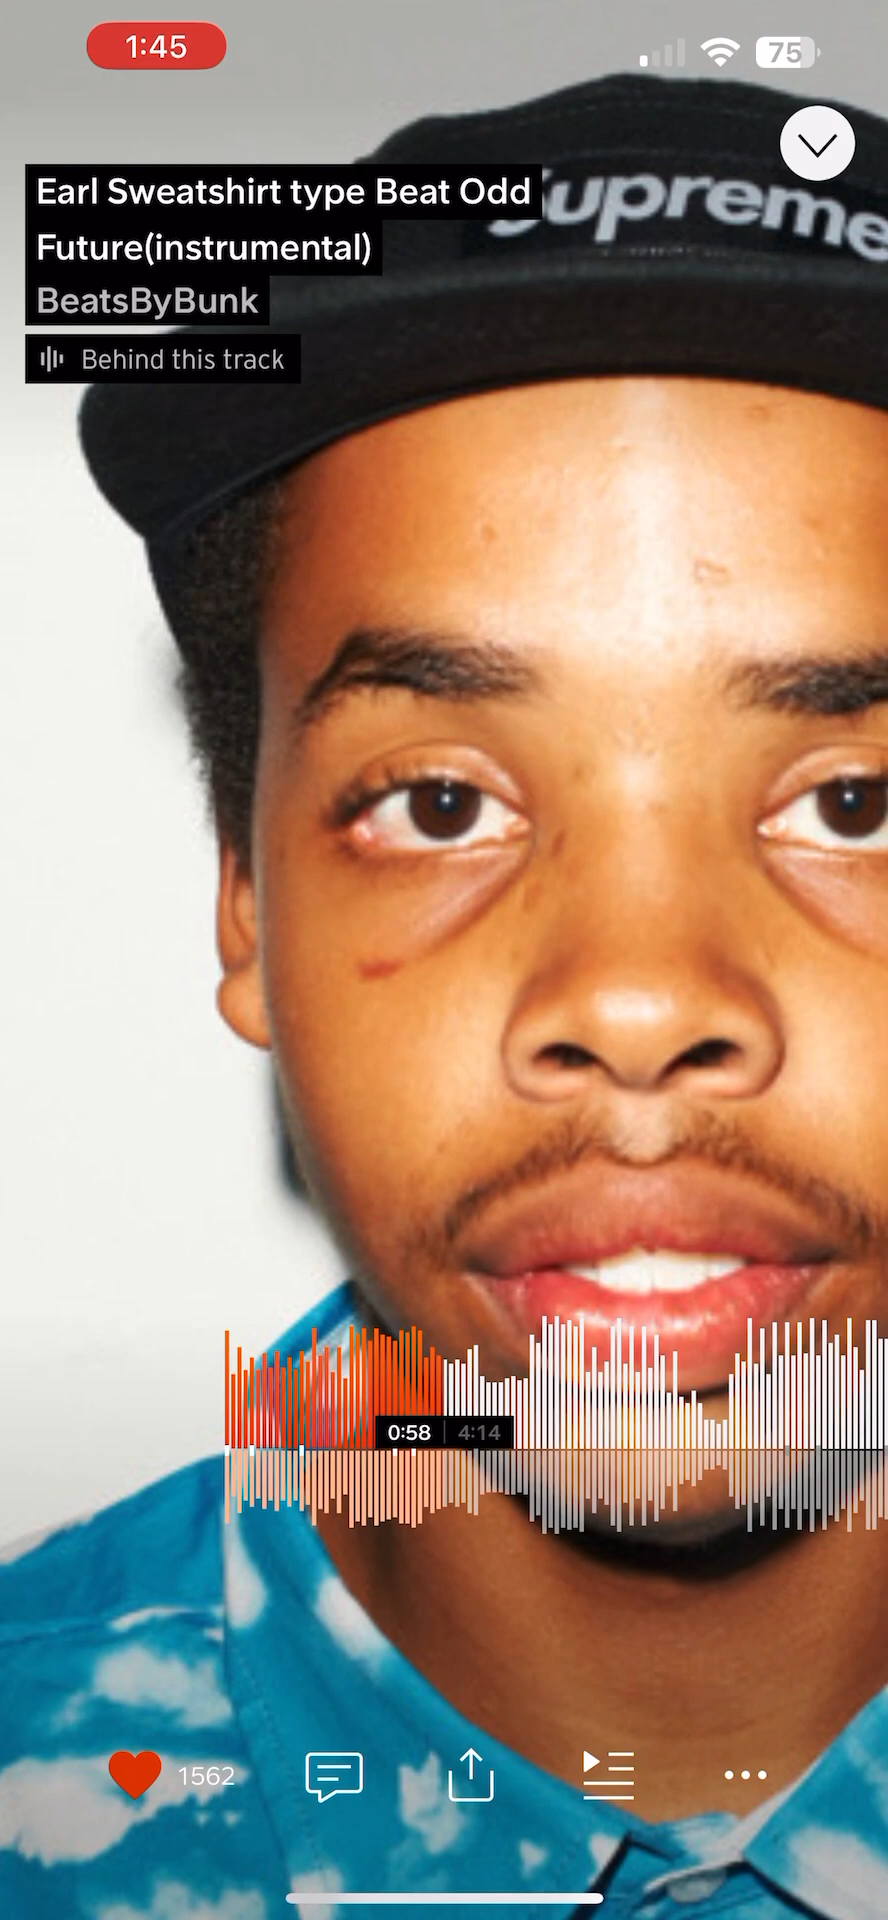 1:45
75
Supreme
Earl Sweatshirt type Beat Odd
Future(instrumental)
BeatsByBunk
Behind this track
0:58 4:14
1562